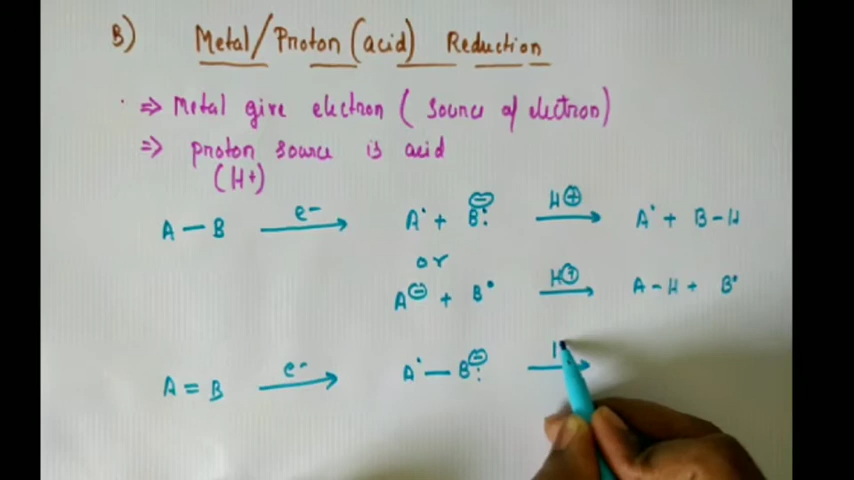 B) Metal/Proton (acid) Reduction
⇒ Metal give electron ( Source of electron)
⇒ proton source is acid
(H+)
A — B e⁻ → A• + B:⊖ H⊕ → A• + B-H
or
A⊖ + B• H⊕ → A-H + B•
A = B e⁻ → A• — B:⊖ →